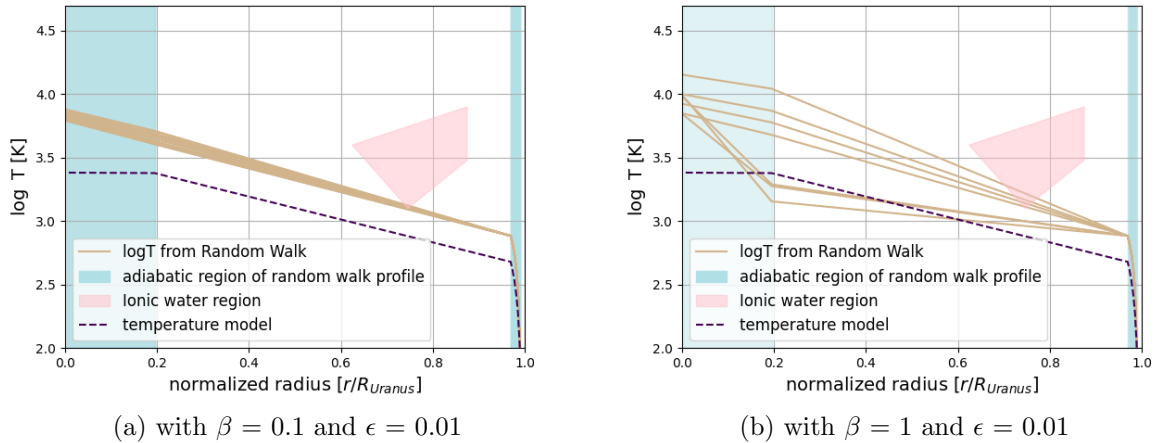 4.5
4.0
3.5
3.0
2.5
2.0
log T [K]
logT from Random Walk
adiabatic region of random walk profile
Ionic water region
temperature model
0.0 0.2 0.4 0.6 0.8 1.0
normalized radius [r/R_Uranus]
(a) with β = 0.1 and ϵ = 0.01
4.5
4.0
3.5
3.0
2.5
2.0
log T [K]
logT from Random Walk
adiabatic region of random walk profile
Ionic water region
temperature model
0.0 0.2 0.4 0.6 0.8 1.0
normalized radius [r/R_Uranus]
(b) with β = 1 and ϵ = 0.01